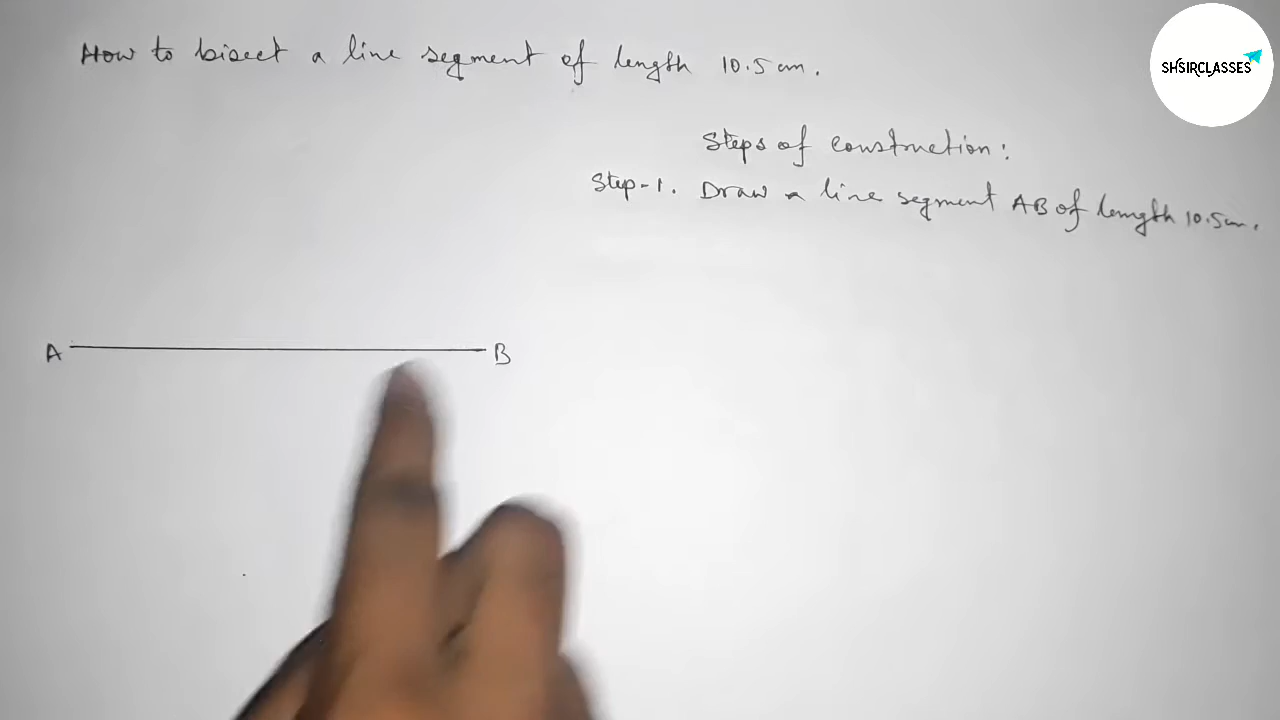 How to bisect a line segment of length 10.5 cm.
SHSIRCLASSES
Steps of construction:
Step-1. Draw a line segment AB of length 10.5cm.
A B